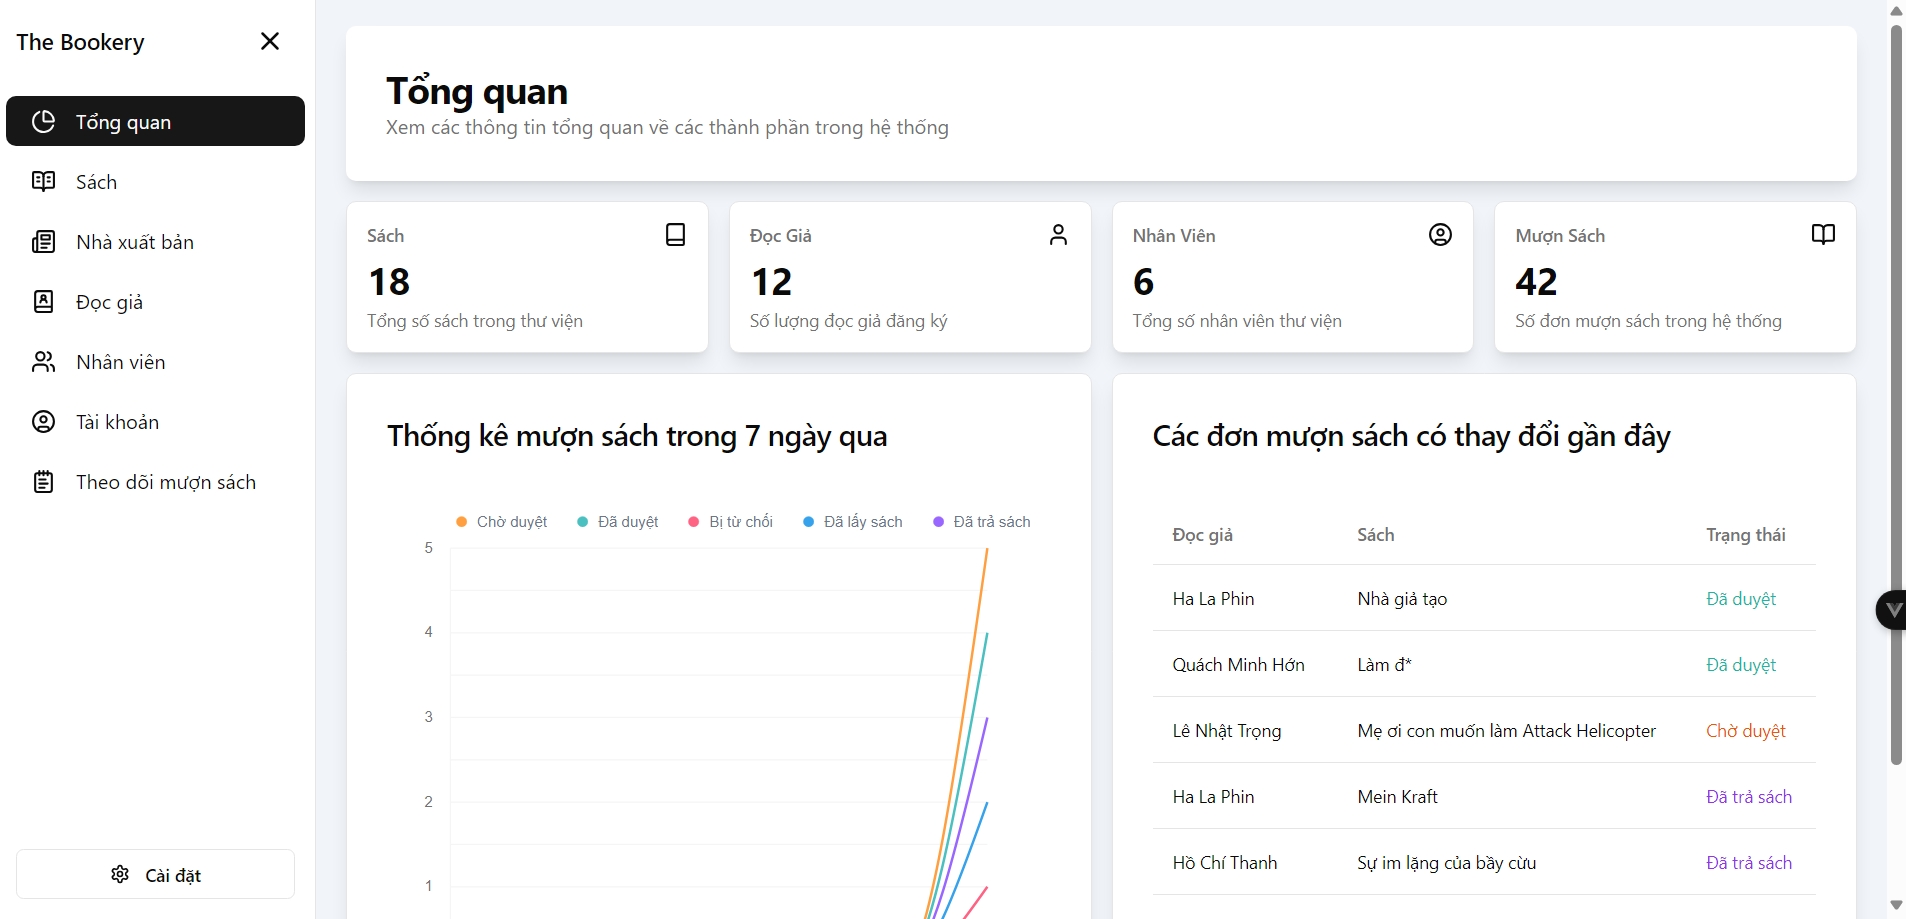 The Bookery
Tổng quan
Sách
Nhà xuất bản
Đọc giả
Nhân viên
Tài khoản
Theo dõi mượn sách
Cài đặt
Tổng quan
Xem các thông tin tổng quan về các thành phần trong hệ thống
Sách
18
Tổng số sách trong thư viện
Đọc Giả
12
Số lượng đọc giả đăng ký
Nhân Viên
6
Tổng số nhân viên thư viện
Mượn Sách
42
Số đơn mượn sách trong hệ thống
Thống kê mượn sách trong 7 ngày qua
Chờ duyệt Đã duyệt Bị từ chối Đã lấy sách Đã trả sách
5
4
3
2
1
Các đơn mượn sách có thay đổi gần đây
Đọc giả Sách Trạng thái
Ha La Phin Nhà giả tạo Đã duyệt
Quách Minh Hớn Làm đ* Đã duyệt
Lê Nhật Trọng Mẹ ơi con muốn làm Attack Helicopter Chờ duyệt
Ha La Phin Mein Kraft Đã trả sách
Hồ Chí Thanh Sự im lặng của bầy cừu Đã trả sách